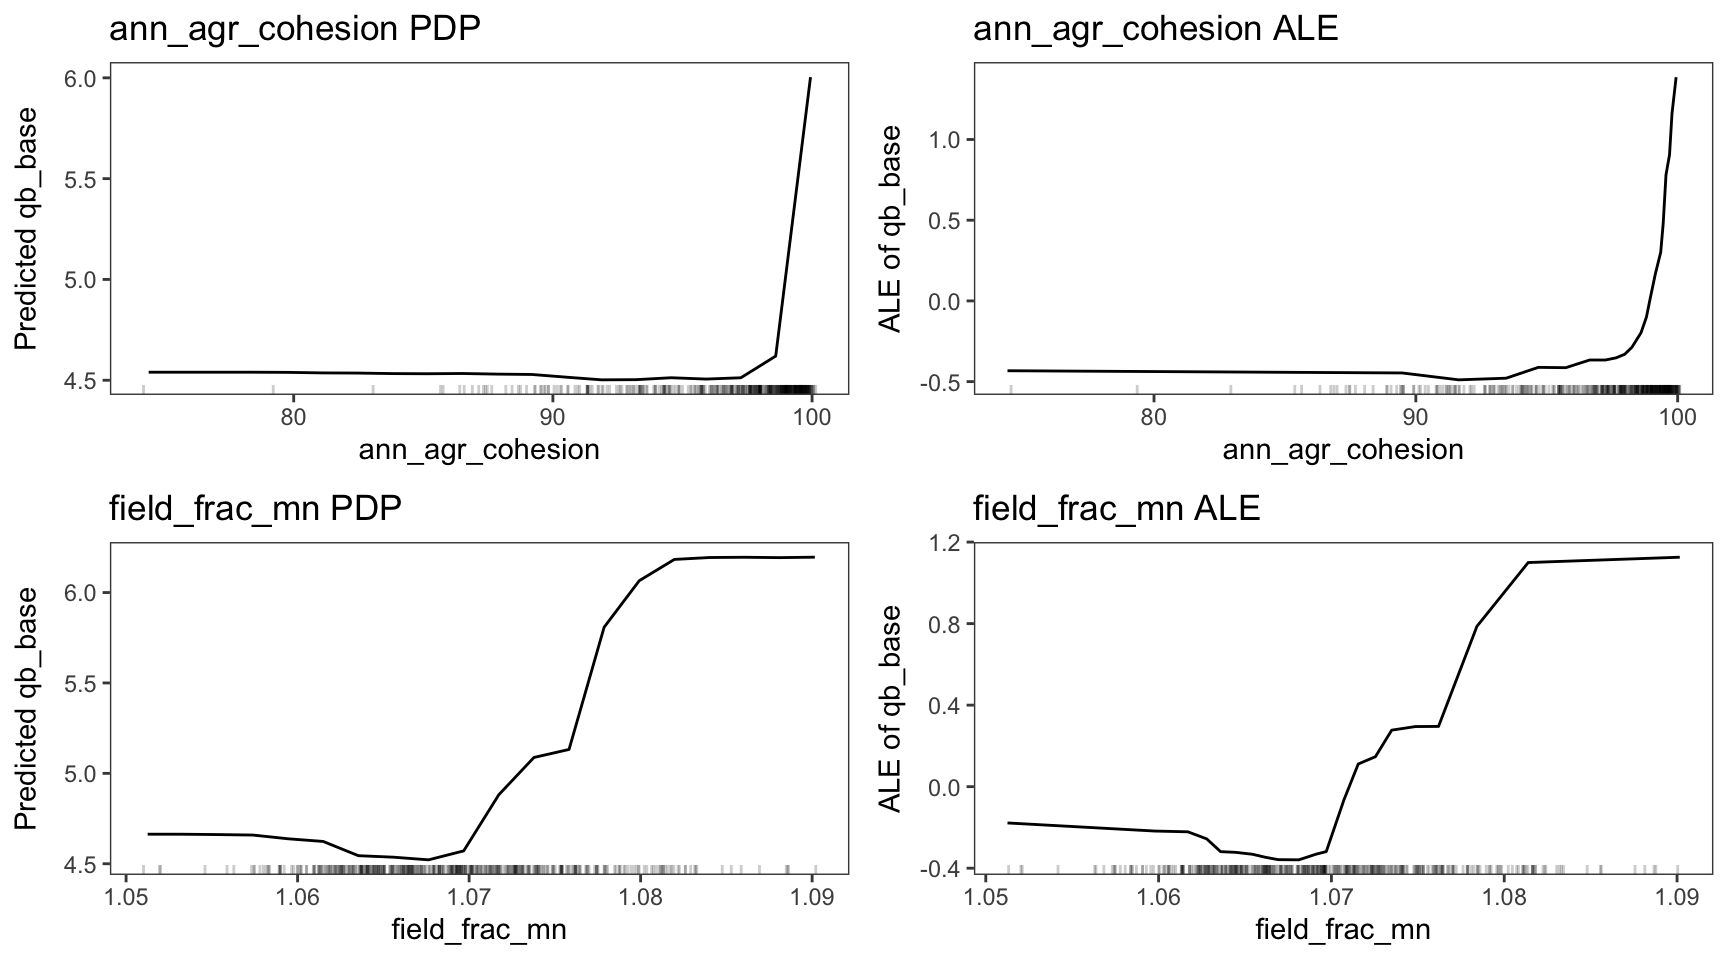 ann_agr_cohesion PDP
Predicted qb_base
6.0
5.5
5.0
4.5
80 90 100
ann_agr_cohesion
ann_agr_cohesion ALE
ALE of qb_base
1.0
0.5
0.0
-0.5
80 90 100
ann_agr_cohesion
field_frac_mn PDP
Predicted qb_base
6.0
5.5
5.0
4.5
1.05 1.06 1.07 1.08 1.09
field_frac_mn
field_frac_mn ALE
ALE of qb_base
1.2
0.8
0.4
0.0
-0.4
1.05 1.06 1.07 1.08 1.09
field_frac_mn